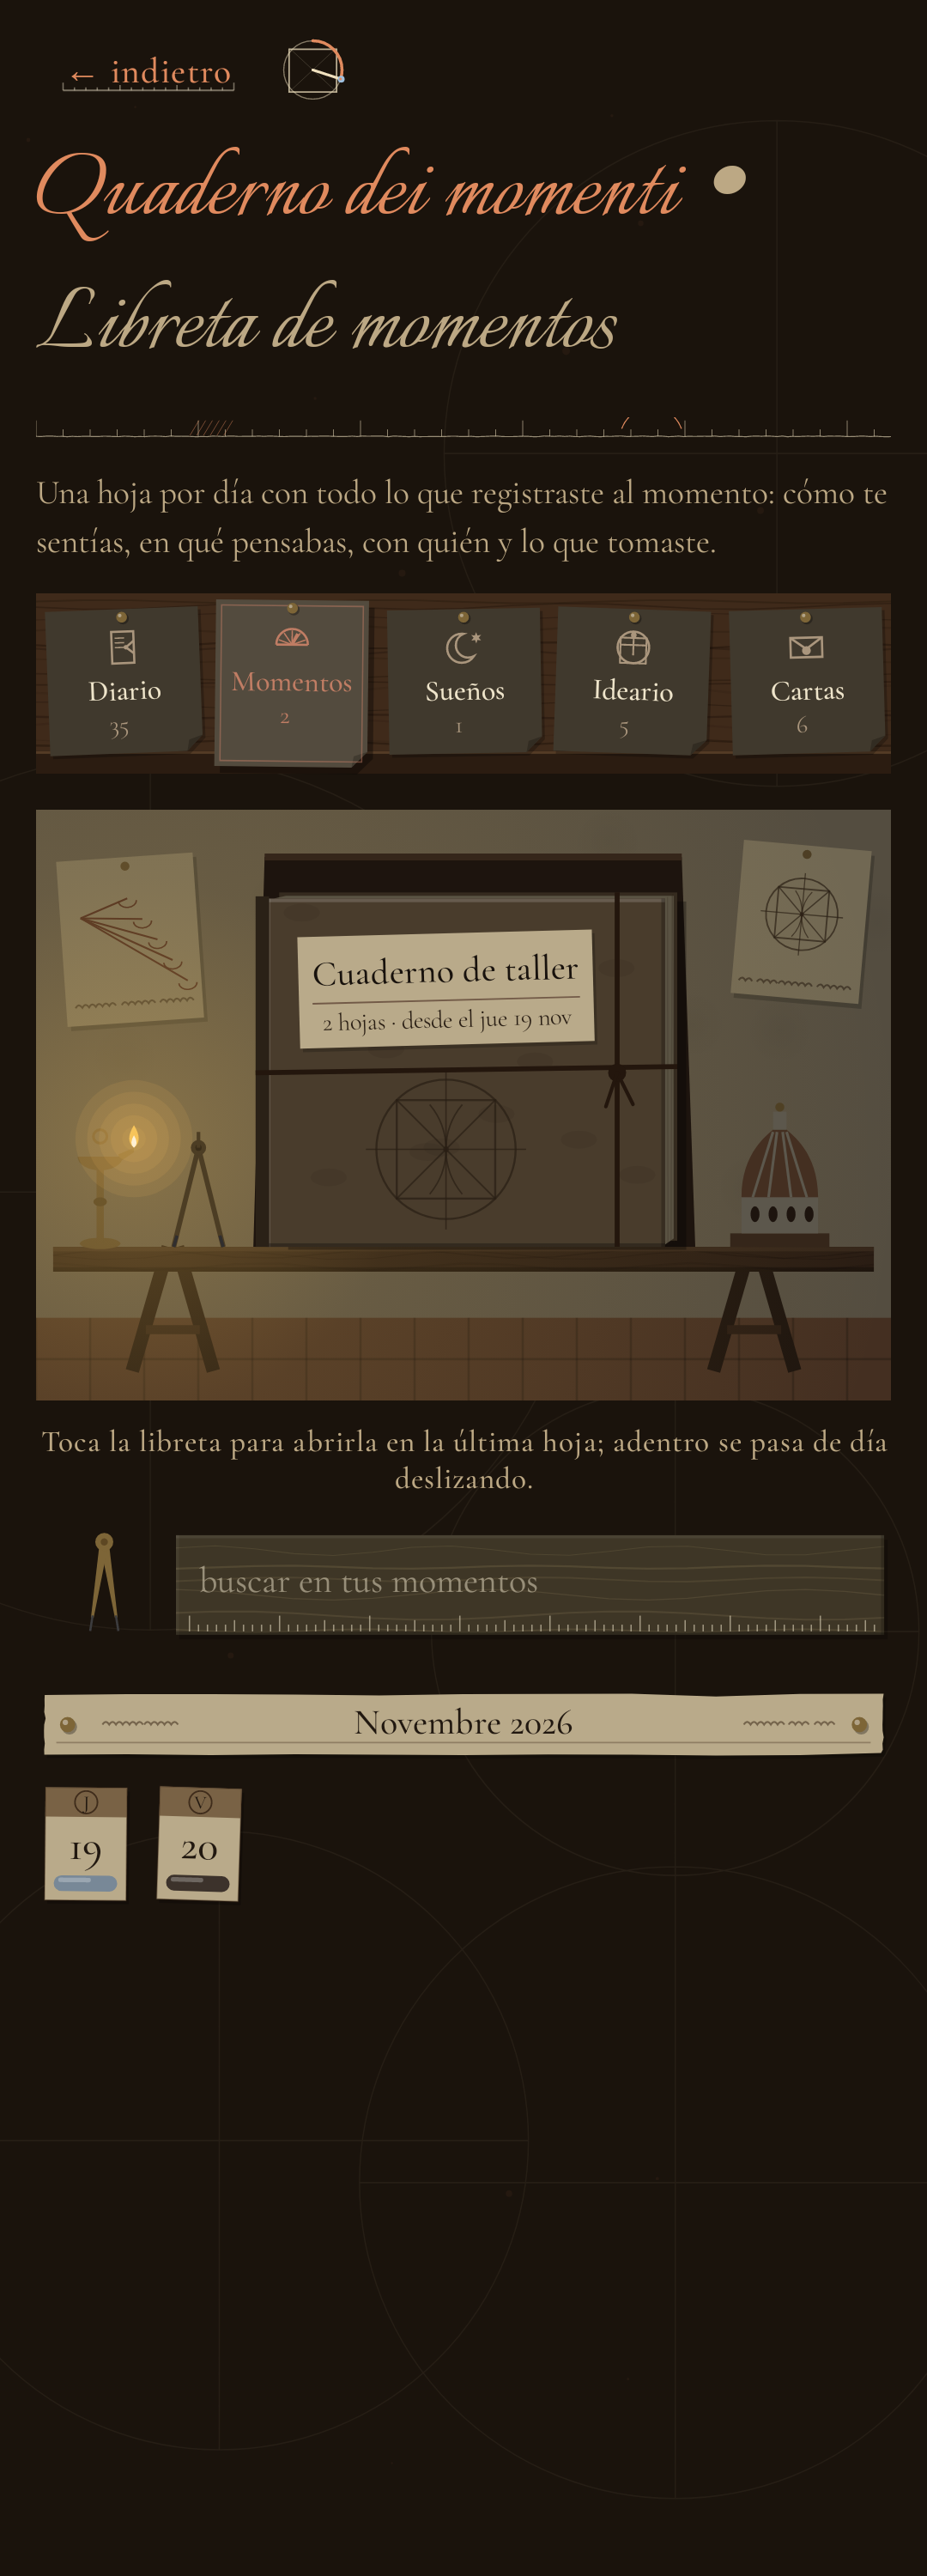 ← indietro
Quaderno dei momenti •
Libreta de momentos
Una hoja por día con todo lo que registraste al momento: cómo te
sentías, en qué pensabas, con quién y lo que tomaste.
Diario
35
Momentos
2
Sueños
1
Ideario
5
Cartas
6
Cuaderno de taller
2 hojas · desde el jue 19 nov
Toca la libreta para abrirla en la última hoja; adentro se pasa de día
deslizando.
buscar en tus momentos
Novembre 2026
J
19
V
20